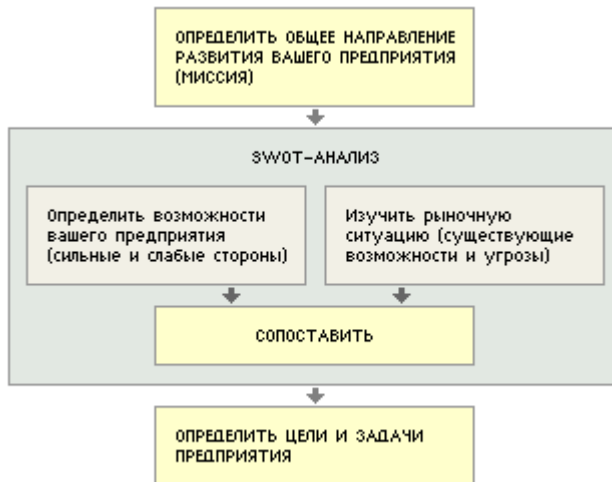 ОПРЕДЕЛИТЬ ОБЩЕЕ НАПРАВЛЕНИЕ
РАЗВИТИЯ ВАШЕГО ПРЕДПРИЯТИЯ
(МИССИЯ)
SWOT-АНАЛИЗ
Определить возможности
вашего предприятия
(сильные и слабые стороны)
Изучить рыночную
ситуацию (существующие
возможности и угрозы)
СОПОСТАВИТЬ
ОПРЕДЕЛИТЬ ЦЕЛИ И ЗАДАЧИ
ПРЕДПРИЯТИЯ